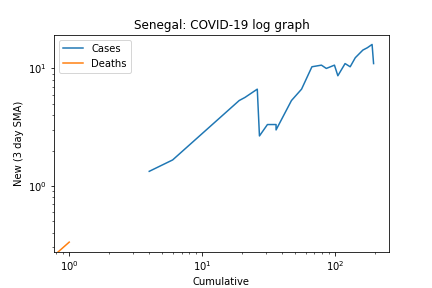 Senegal: COVID-19 log graph
Cases
Deaths
10¹
10⁰
New (3 day SMA)
10⁰ 10¹ 10²
Cumulative